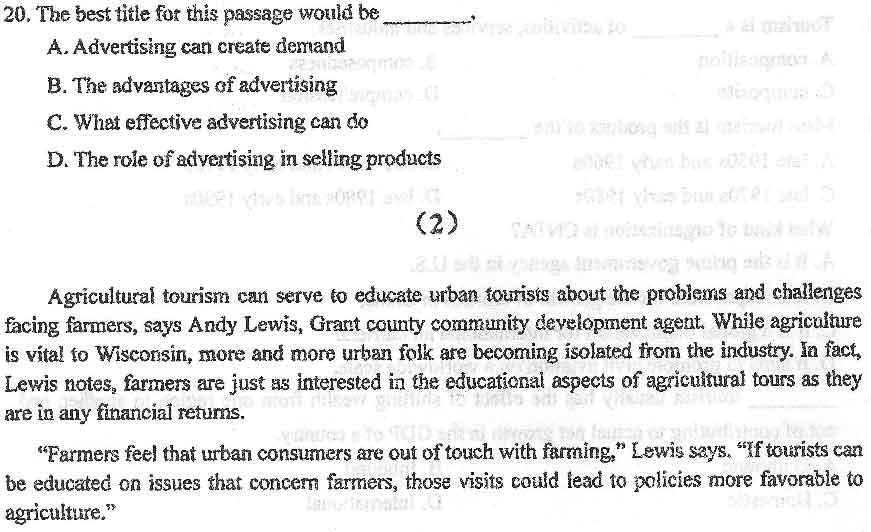 20. The best title for this passage would be ________.
A. Advertising can create demand
B. The advantages of advertising
C. What effective advertising can do
D. The role of advertising in selling products
(2)
Agricultural tourism can serve to educate urban tourists about the problems and challenges
facing farmers, says Andy Lewis, Grant county community development agent. While agriculture
is vital to Wisconsin, more and more urban folk are becoming isolated from the industry. In fact,
Lewis notes, farmers are just as interested in the educational aspects of agricultural tours as they
are in any financial returns.
“Farmers feel that urban consumers are out of touch with farming,” Lewis says. “If tourists can
be educated on issues that concern farmers, those visits could lead to policies more favorable to
agriculture.”